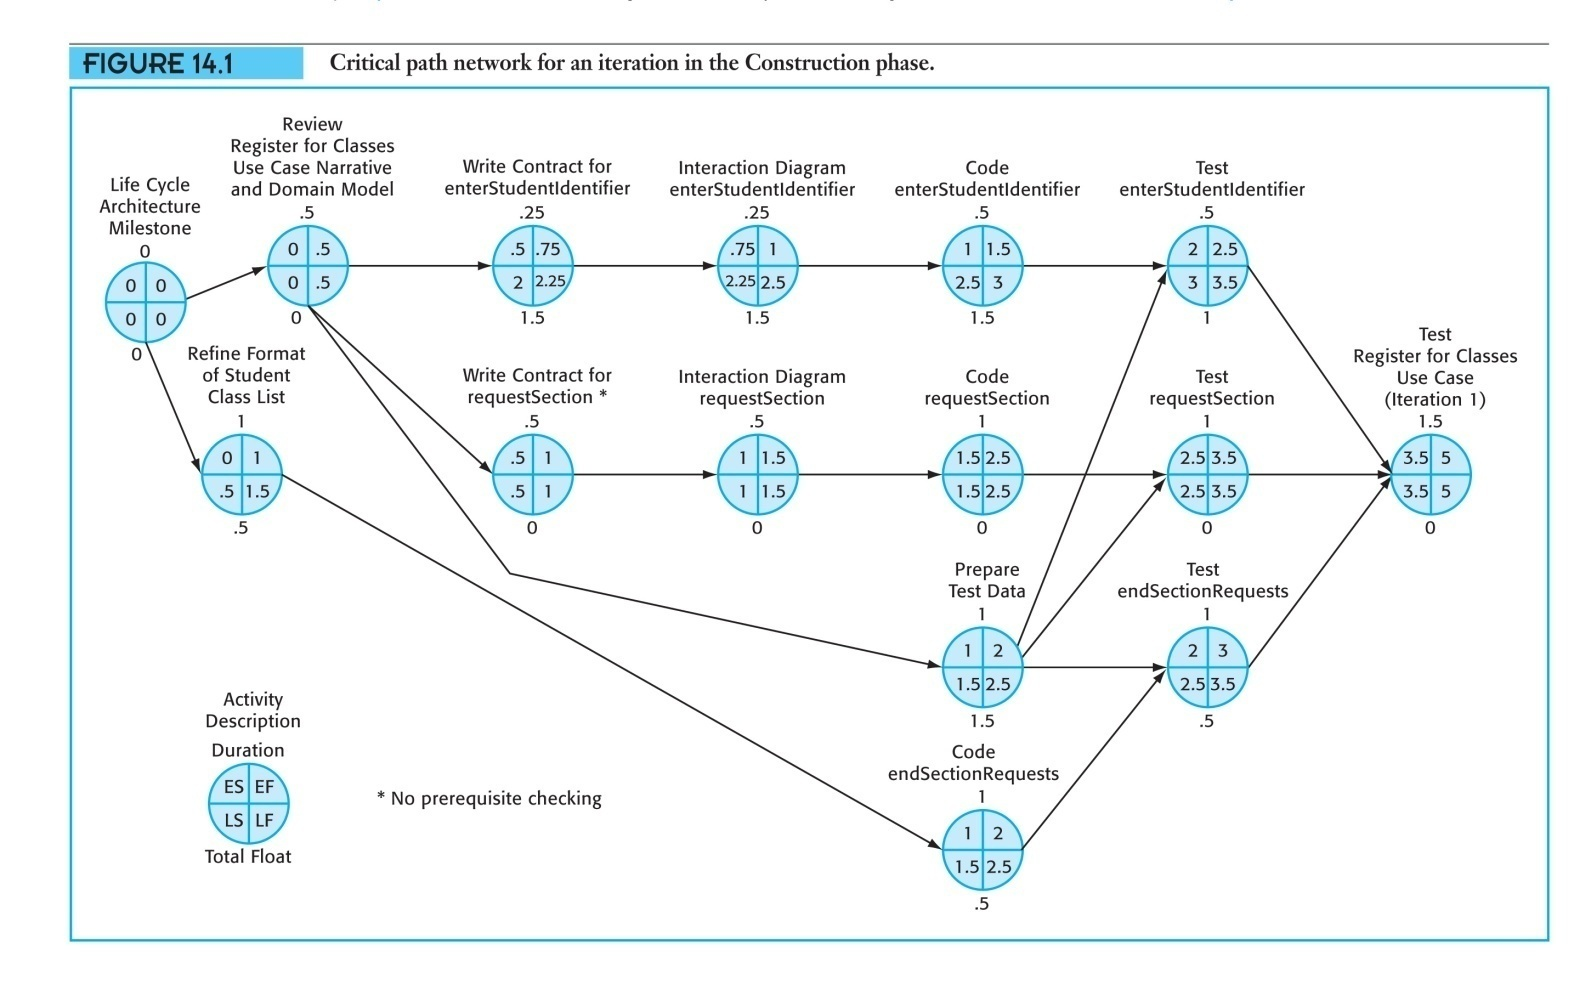 FIGURE 14.1
Critical path network for an iteration in the Construction phase.
Life Cycle
Architecture
Milestone
0
0 0
0 0
0
Review
Register for Classes
Use Case Narrative
and Domain Model
.5
0 .5
0 .5
0
Write Contract for
enterStudentIdentifier
.25
.5 .75
2 2.25
1.5
Interaction Diagram
enterStudentIdentifier
.25
.75 1
2.25 2.5
1.5
Code
enterStudentIdentifier
.5
1 1.5
2.5 3
1.5
Test
enterStudentIdentifier
.5
2 2.5
3 3.5
1
Refine Format
of Student
Class List
1
0 1
.5 1.5
.5
Write Contract for
requestSection *
.5
.5 1
.5 1
0
Interaction Diagram
requestSection
.5
1 1.5
1 1.5
0
Code
requestSection
1
1.5 2.5
1.5 2.5
0
Test
requestSection
1
2.5 3.5
2.5 3.5
0
Test
Register for Classes
Use Case
(Iteration 1)
1.5
3.5 5
3.5 5
0
Prepare
Test Data
1
1 2
1.5 2.5
1.5
Test
endSectionRequests
1
2 3
2.5 3.5
.5
Code
endSectionRequests
1
1 2
1.5 2.5
.5
Activity
Description
Duration
ES EF
LS LF
Total Float
* No prerequisite checking